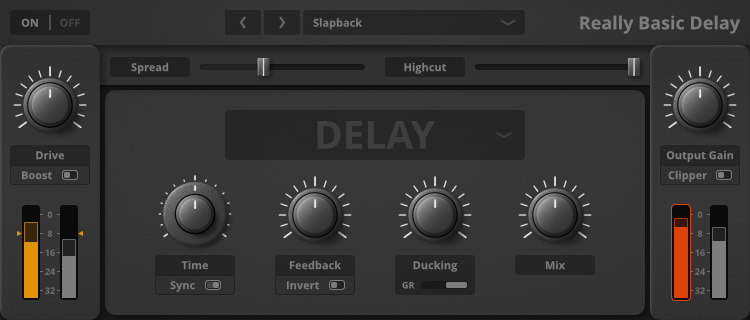 ON | OFF
Slapback
Really Basic Delay
Spread
Highcut
DELAY
Drive
Boost
Output Gain
Clipper
Time
Sync
Feedback
Invert
Ducking
GR
Mix
0
8
16
24
32
0
8
16
24
32